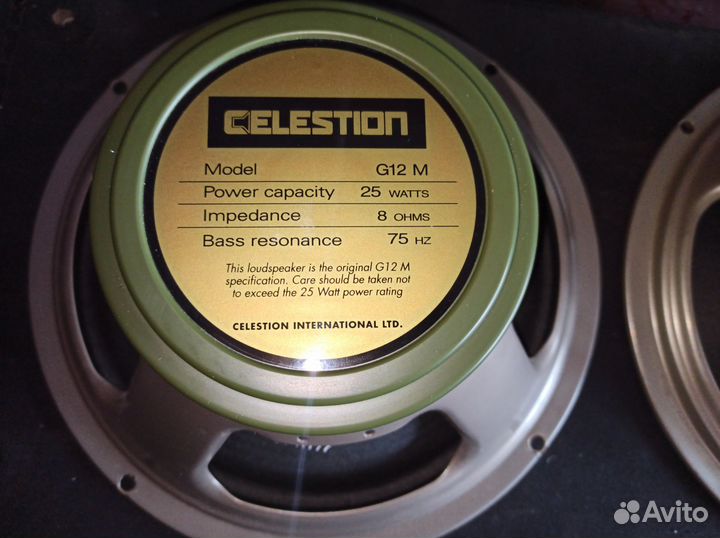 CELESTION
Model G12 M
Power capacity 25 WATTS
Impedance 8 OHMS
Bass resonance 75 HZ
This loudspeaker is the original G12 M
specification. Care should be taken not
to exceed the 25 Watt power rating
CELESTION INTERNATIONAL LTD.
Avito